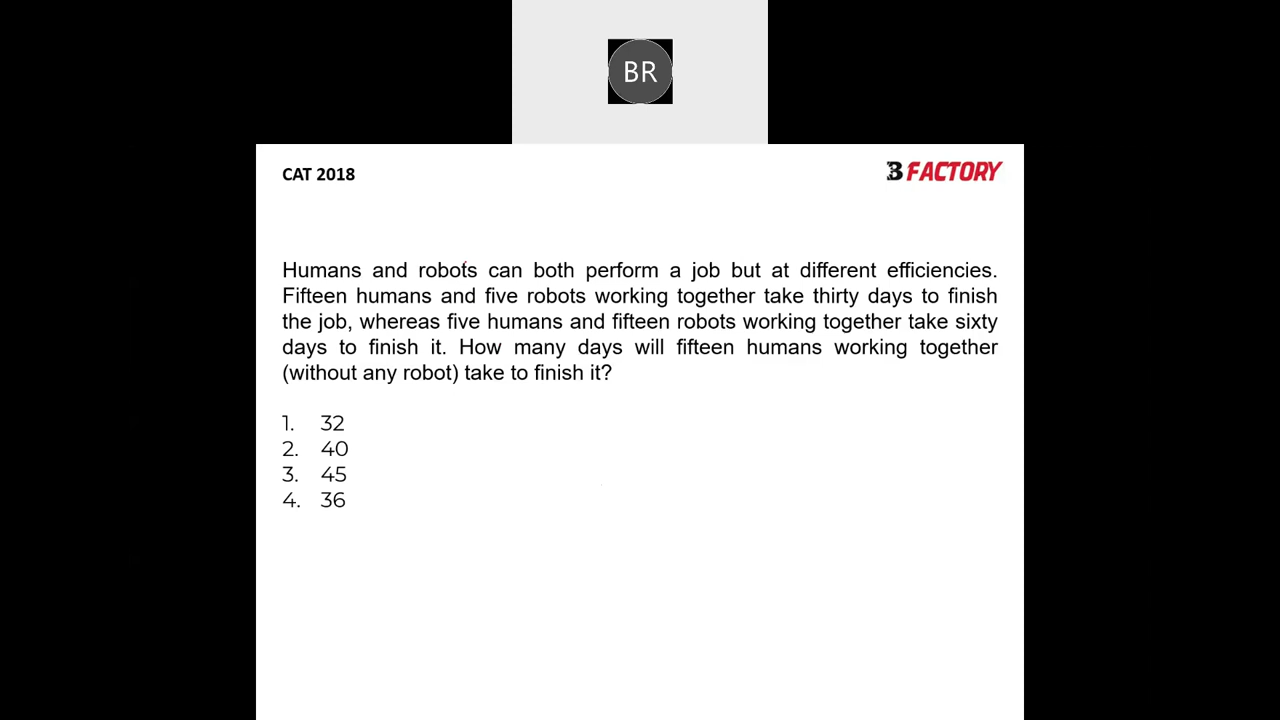 BR
CAT 2018
3 FACTORY
Humans and robots can both perform a job but at different efficiencies.
Fifteen humans and five robots working together take thirty days to finish
the job, whereas five humans and fifteen robots working together take sixty
days to finish it. How many days will fifteen humans working together
(without any robot) take to finish it?
1. 32
2. 40
3. 45
4. 36